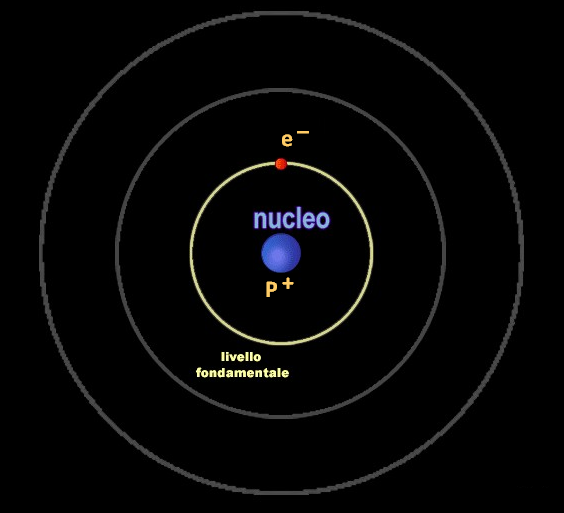 e⁻
nucleo
P⁺
livello
fondamentale